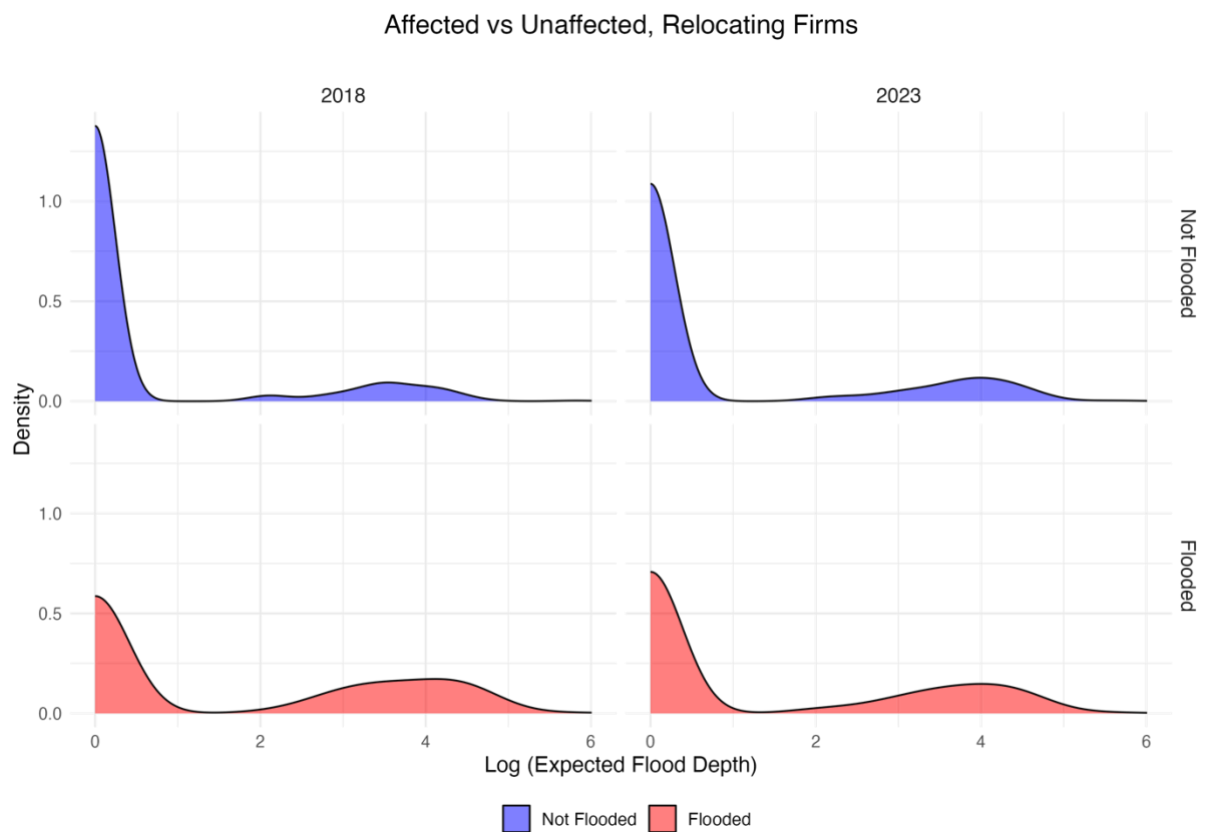 Affected vs Unaffected, Relocating Firms
2018 2023
Density
1.0
0.5
0.0
Not Flooded
1.0
0.5
0.0
Flooded
0 2 4 6 0 2 4 6
Log (Expected Flood Depth)
Not Flooded Flooded